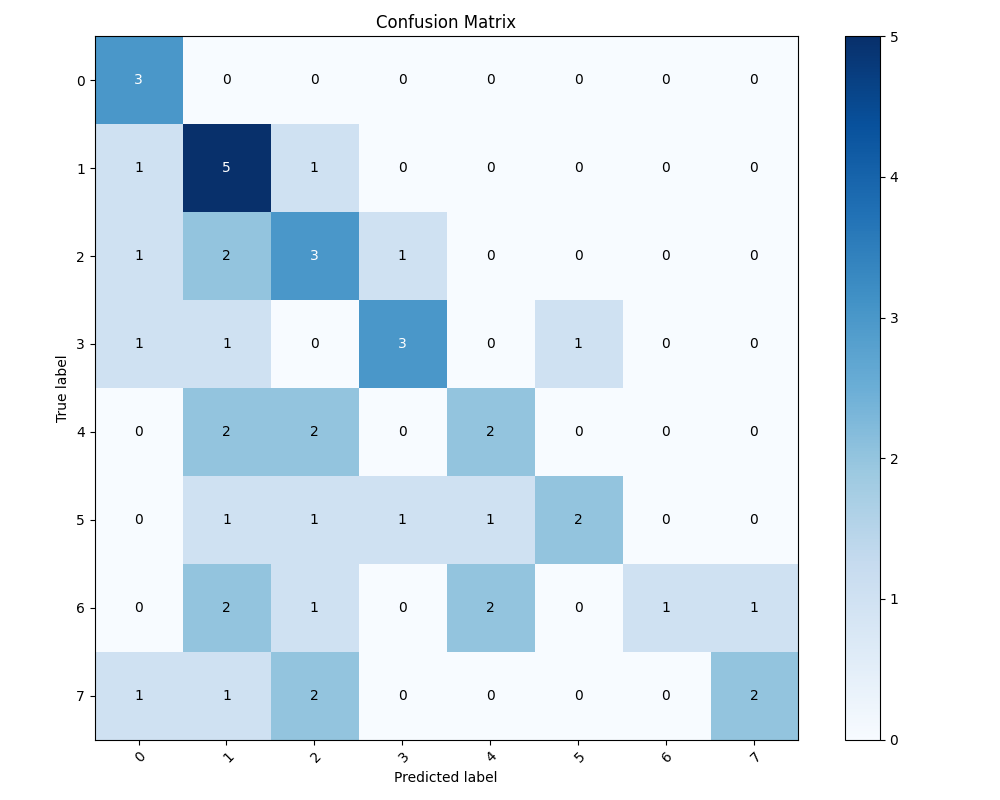 Confusion Matrix
0 3 0 0 0 0 0 0 0
1 1 5 1 0 0 0 0 0
2 1 2 3 1 0 0 0 0
3 1 1 0 3 0 1 0 0
4 0 2 2 0 2 0 0 0
5 0 1 1 1 1 2 0 0
6 0 2 1 0 2 0 1 1
7 1 1 2 0 0 0 0 2
0 1 2 3 4 5 6 7
True label
Predicted label
5
4
3
2
1
0